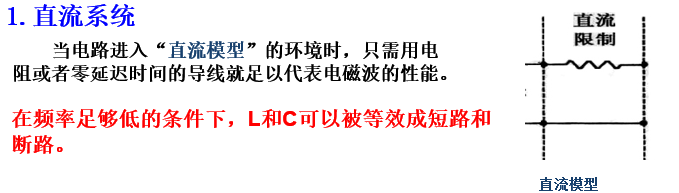 1. 直流系统
当电路进入“直流模型”的环境时，只需用电
阻或者零延迟时间的导线就足以代表电磁波的性能。
在频率足够低的条件下，L和C可以被等效成短路和
断路。
直流
限制
直流模型